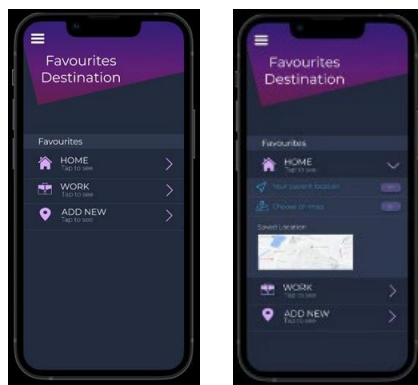 Favourites
Destination
Favourites
HOME
Tap to see
WORK
Tap to see
ADD NEW
Tap to see
Favourites
Destination
Favourites
HOME
Tap to see
Your current location
Choose on map
Saved Location
WORK
Tap to see
ADD NEW
Tap to see